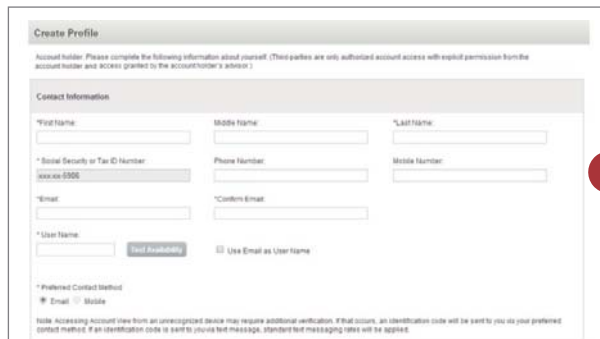 Create Profile
Account holder: Please complete the following information about yourself. (Third-parties are only authorized account access with explicit permission from the
account holder and access granted by the account holder's advisor.)
Contact Information
*First Name: Middle Name: *Last Name:
* Social Security or Tax ID Number Phone Number: Mobile Number:
xxx-xx-6906
*Email: *Confirm Email:
* User Name:
Test Availability Use Email as User Name
* Preferred Contact Method
Email Mobile
Note: Accessing Account View from an unrecognized device may require additional verification. If that occurs, an identification code will be sent to you via your preferred
contact method. If an identification code is sent to you via text message, standard text messaging rates will be applied.